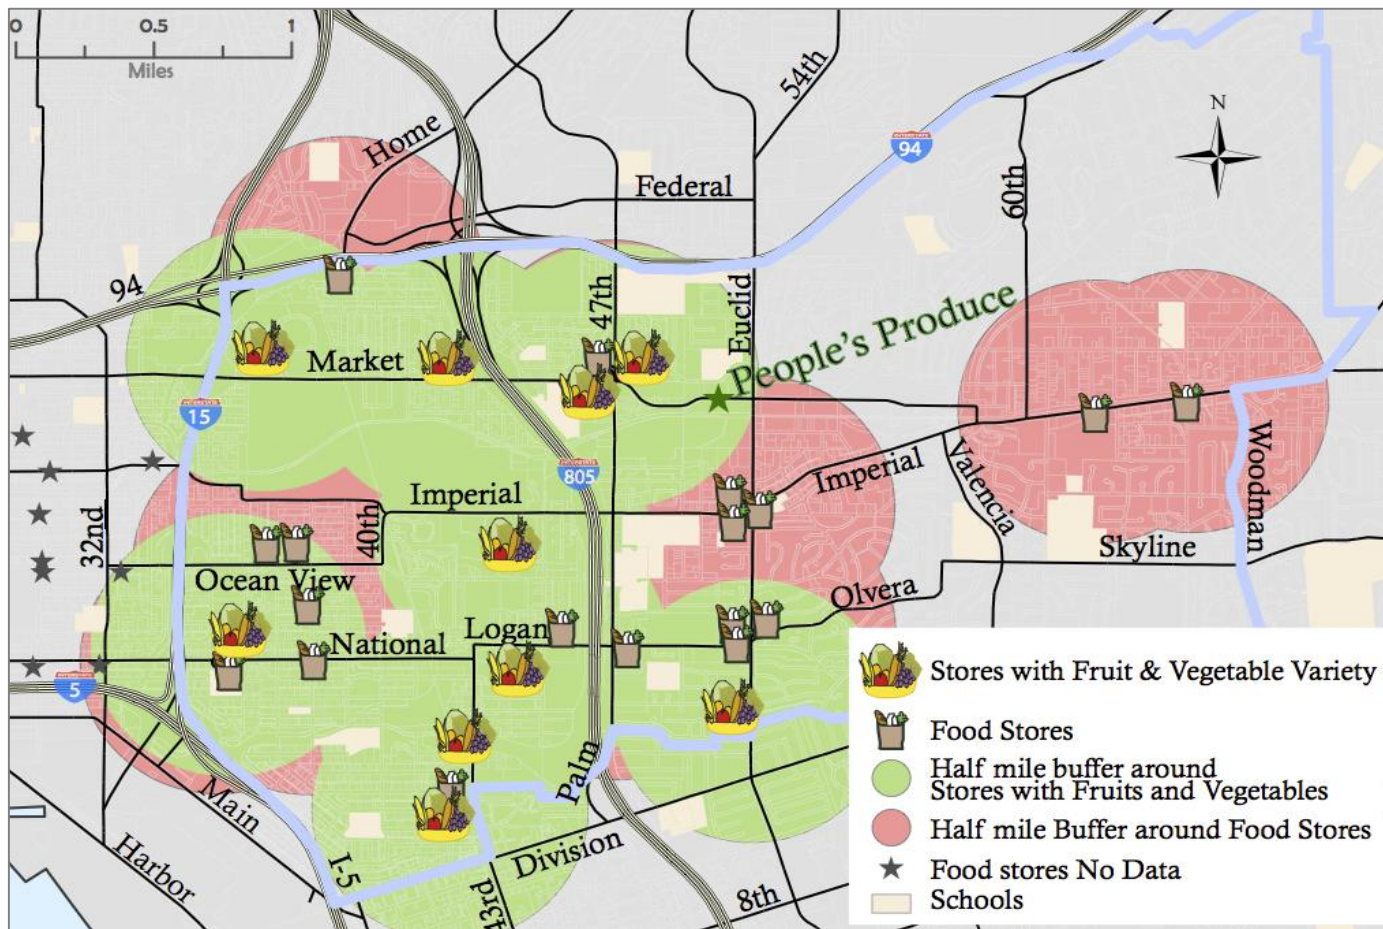 0 0.5 1
Miles
54th
Home
94
N
Federal
60th
94
47th
Euclid
People's Produce
Market
15
Imperial
Valencia
Woodman
805
Imperial
32nd
40th
Skyline
Ocean View
Olvera
Logan
National
5
Palm
Main
Division
Harbor
I-5
43rd
8th
Stores with Fruit & Vegetable Variety
Food Stores
Half mile buffer around
Stores with Fruits and Vegetables
Half mile Buffer around Food Stores
Food stores No Data
Schools